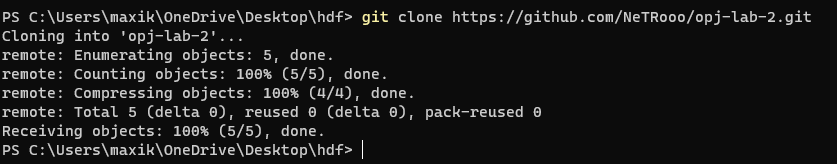 PS C:\Users\maxik\OneDrive\Desktop\hdf> git clone https://github.com/NeTRooo/opj-lab-2.git
Cloning into 'opj-lab-2'...
remote: Enumerating objects: 5, done.
remote: Counting objects: 100% (5/5), done.
remote: Compressing objects: 100% (4/4), done.
remote: Total 5 (delta 0), reused 0 (delta 0), pack-reused 0
Receiving objects: 100% (5/5), done.
PS C:\Users\maxik\OneDrive\Desktop\hdf>